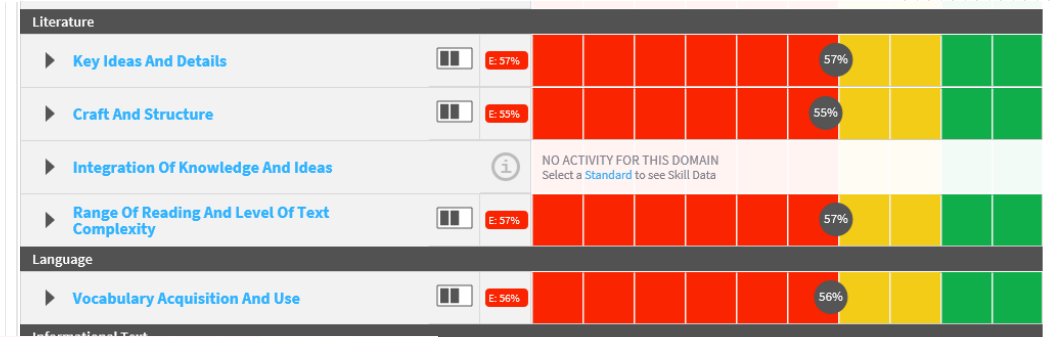 Literature
Key Ideas And Details
E: 57%
57%
Craft And Structure
E: 55%
55%
Integration Of Knowledge And Ideas
i
NO ACTIVITY FOR THIS DOMAIN
Select a Standard to see Skill Data
Range Of Reading And Level Of Text
Complexity
E: 57%
57%
Language
Vocabulary Acquisition And Use
E: 56%
56%
Informational Text